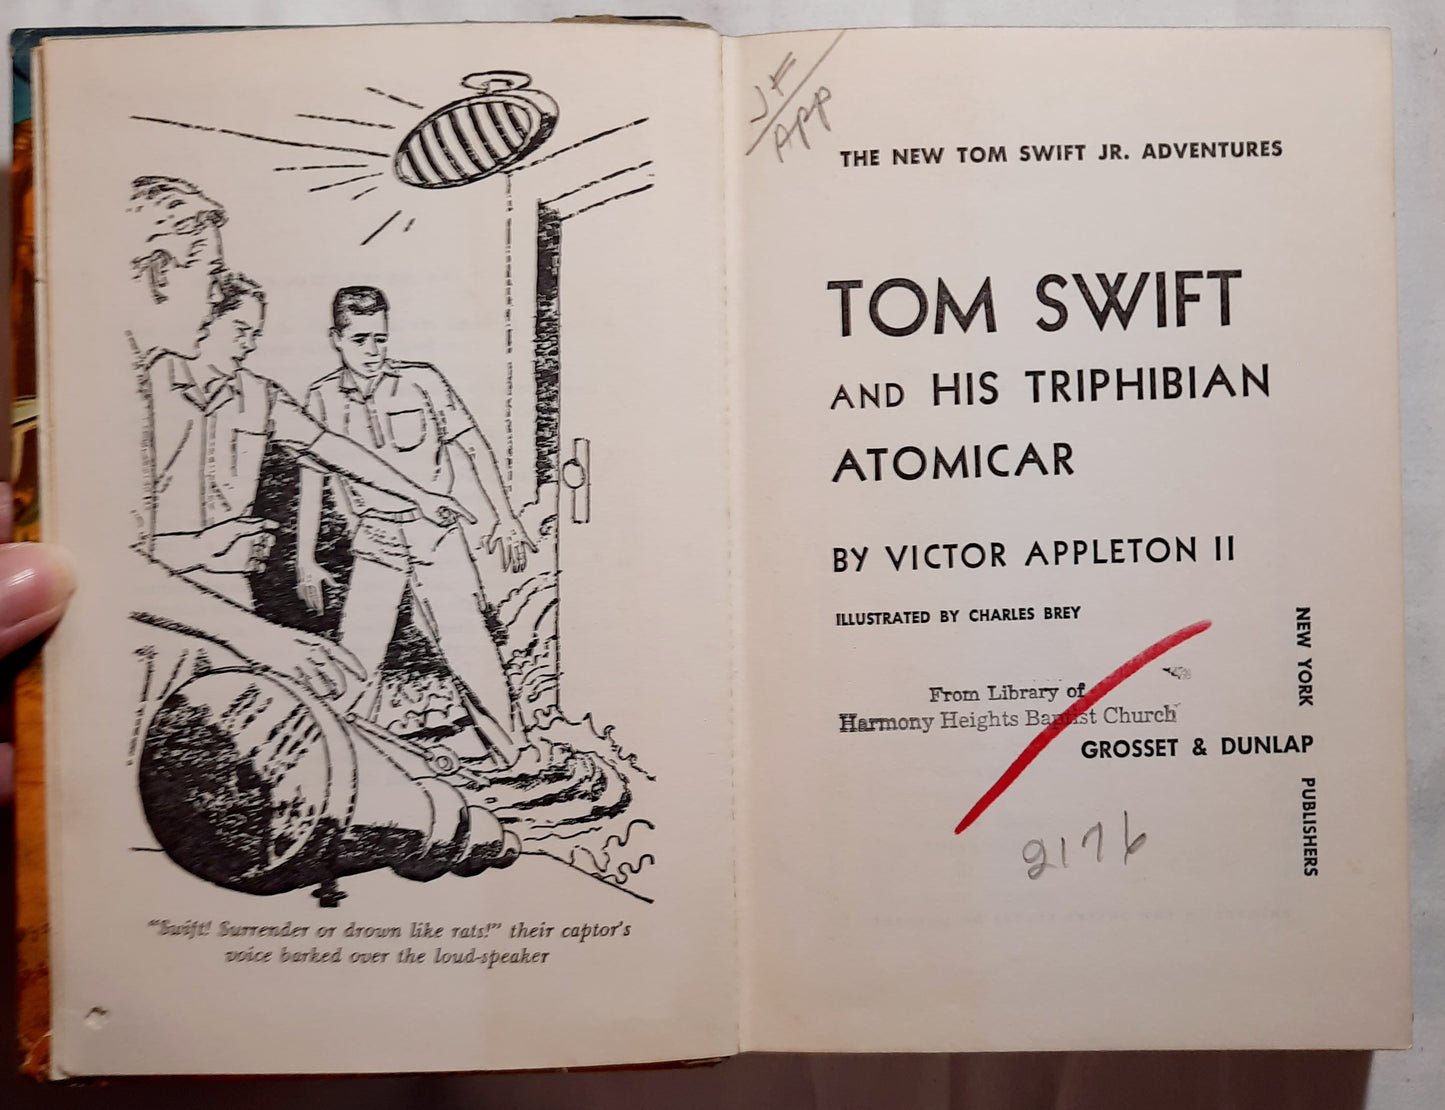 "Swift! Surrender or drown like rats!" their captor's
voice barked over the loud-speaker
JF
App
THE NEW TOM SWIFT JR. ADVENTURES
TOM SWIFT
AND HIS TRIPHIBIAN
ATOMICAR
BY VICTOR APPLETON II
ILLUSTRATED BY CHARLES BREY
From Library of
Harmony Heights Baptist Church
GROSSET & DUNLAP
NEW YORK
PUBLISHERS
2176